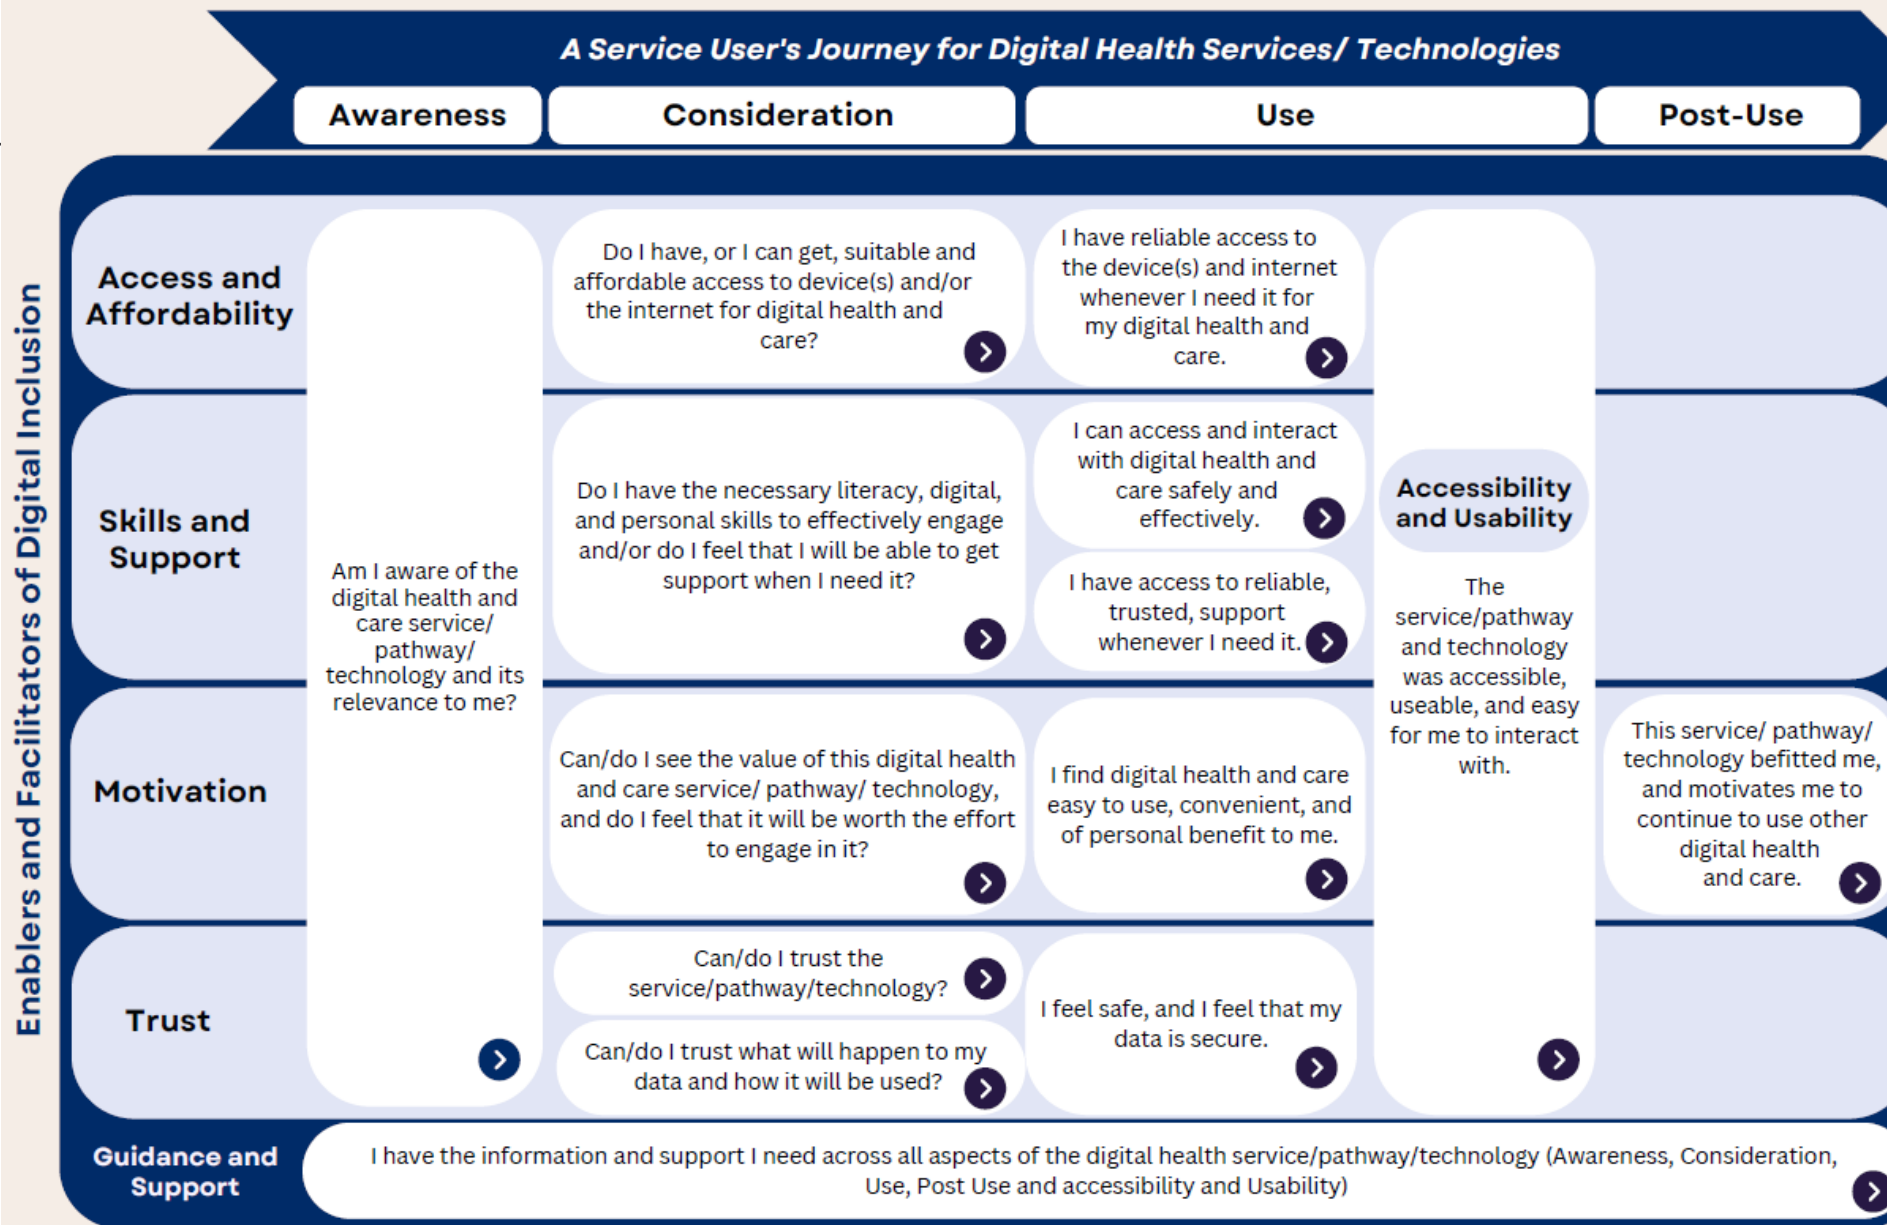 A Service User's Journey for Digital Health Services/ Technologies
Awareness
Consideration
Use
Post-Use
Enablers and Facilitators of Digital Inclusion
Access and
Affordability
Do I have, or I can get, suitable and
affordable access to device(s) and/or
the internet for digital health and
care?
I have reliable access to
the device(s) and internet
whenever I need it for
my digital health and
care.
Skills and
Support
Am I aware of the
digital health and
care service/
pathway/
technology and its
relevance to me?
Do I have the necessary literacy, digital,
and personal skills to effectively engage
and/or do I feel that I will be able to get
support when I need it?
I can access and interact
with digital health and
care safely and
effectively.
I have access to reliable,
trusted, support
whenever I need it.
Accessibility
and Usability
The
service/pathway
and technology
was accessible,
useable, and easy
for me to interact
with.
Motivation
Can/do I see the value of this digital health
and care service/ pathway/ technology,
and do I feel that it will be worth the effort
to engage in it?
I find digital health and care
easy to use, convenient, and
of personal benefit to me.
This service/ pathway/
technology befitted me,
and motivates me to
continue to use other
digital health
and care.
Trust
Can/do I trust the
service/pathway/technology?
Can/do I trust what will happen to my
data and how it will be used?
I feel safe, and I feel that my
data is secure.
Guidance and
Support
I have the information and support I need across all aspects of the digital health service/pathway/technology (Awareness, Consideration,
Use, Post Use and accessibility and Usability)